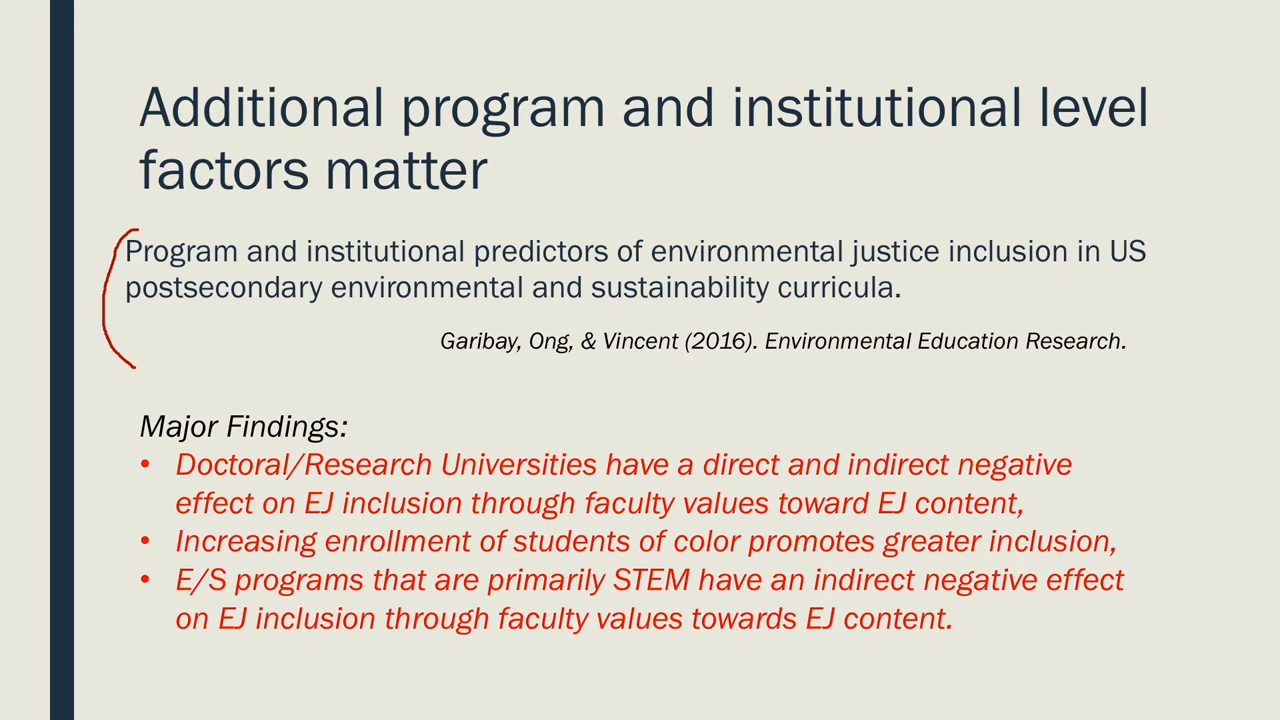 Additional program and institutional level
factors matter
Program and institutional predictors of environmental justice inclusion in US
postsecondary environmental and sustainability curricula.
Garibay, Ong, & Vincent (2016). Environmental Education Research.
Major Findings:
• Doctoral/Research Universities have a direct and indirect negative
effect on EJ inclusion through faculty values toward EJ content,
• Increasing enrollment of students of color promotes greater inclusion,
• E/S programs that are primarily STEM have an indirect negative effect
on EJ inclusion through faculty values towards EJ content.